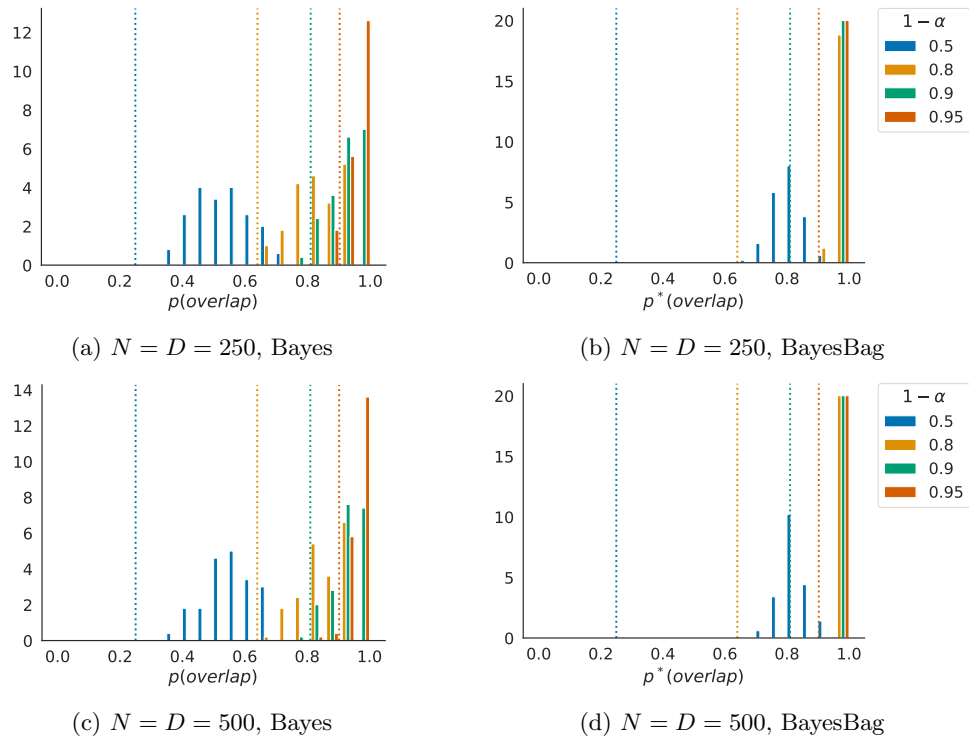 12
10
8
6
4
2
0
0.0 0.2 0.4 0.6 0.8 1.0
p(overlap)
(a) N = D = 250, Bayes
20
15
10
5
0
0.0 0.2 0.4 0.6 0.8 1.0
p*(overlap)
(b) N = D = 250, BayesBag
1 − α
0.5
0.8
0.9
0.95
14
12
10
8
6
4
2
0
0.0 0.2 0.4 0.6 0.8 1.0
p(overlap)
(c) N = D = 500, Bayes
20
15
10
5
0
0.0 0.2 0.4 0.6 0.8 1.0
p*(overlap)
(d) N = D = 500, BayesBag
1 − α
0.5
0.8
0.9
0.95